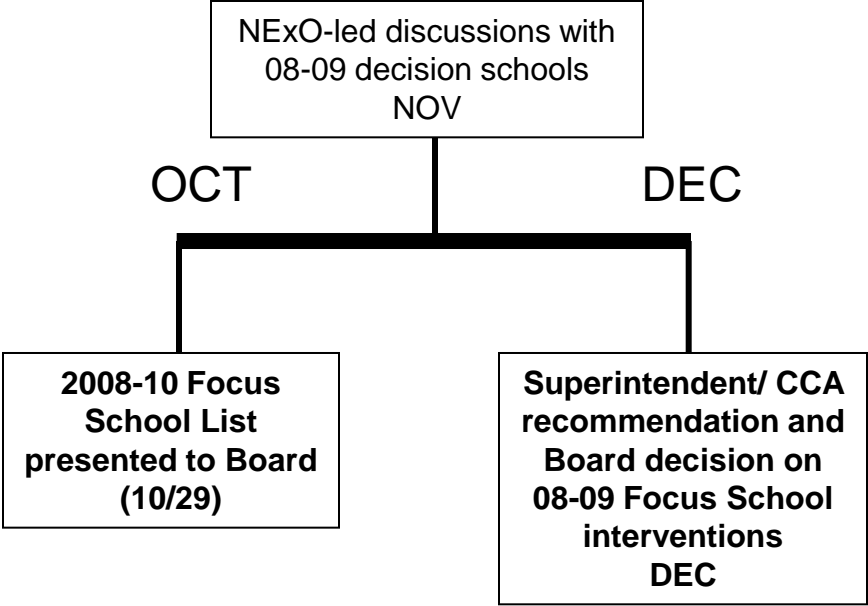 NExO-led discussions with
08-09 decision schools
NOV
OCT
DEC
2008-10 Focus
School List
presented to Board
(10/29)
Superintendent/ CCA
recommendation and
Board decision on
08-09 Focus School
interventions
DEC